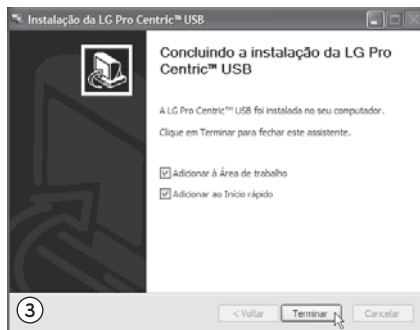 Instalação da LG Pro Centric™ USB
Concluindo a instalação da LG Pro
Centric™ USB
A LG Pro Centric™ USB foi instalada no seu computador.
Clique em Terminar para fechar este assistente.
Adicionar à Área de trabalho
Adicionar ao Início rápido
3
< Voltar
Terminar
Cancelar